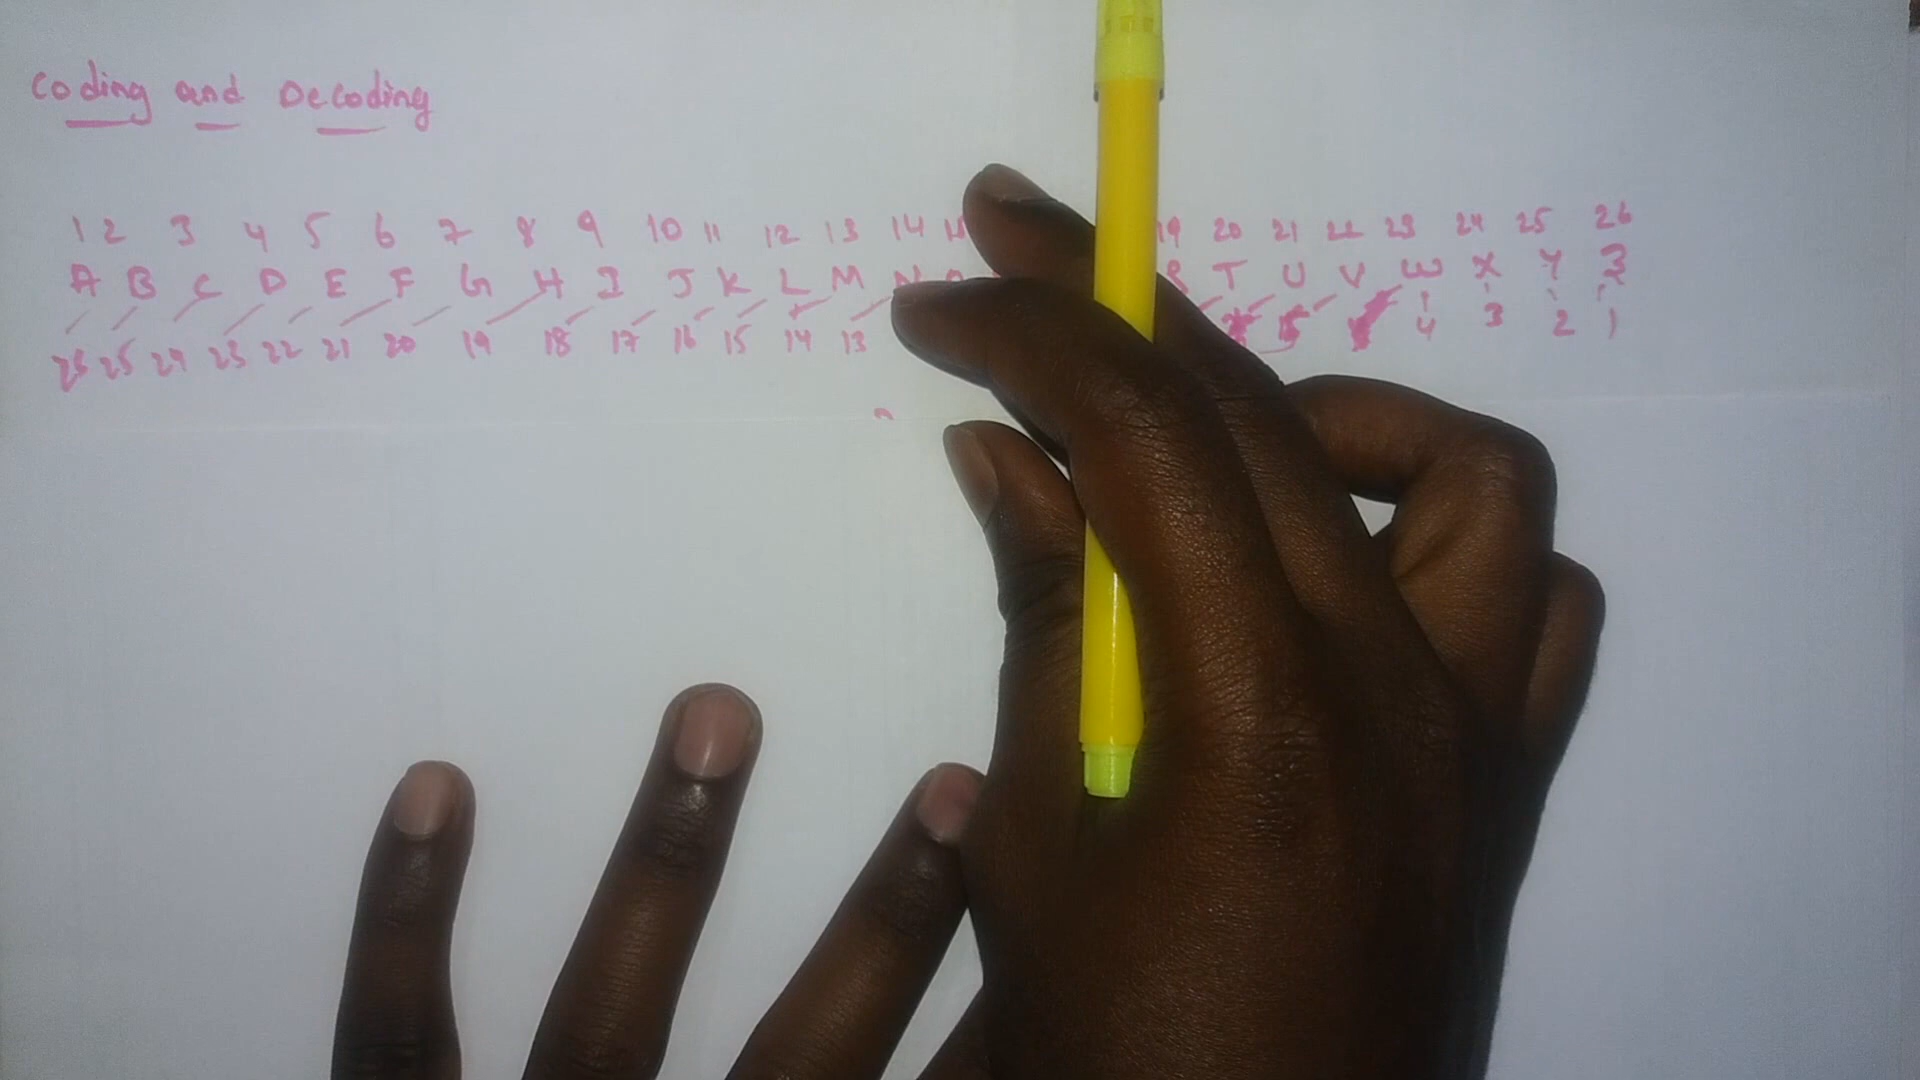 Coding and Decoding
1 2 3 4 5 6 7 8 9 10 11 12 13 14 19 20 21 22 23 24 25 26
A B C D E F G H I J K L M N T U V W X Y Z
26 25 24 23 22 21 20 19 18 17 16 15 14 13 4 3 2 1